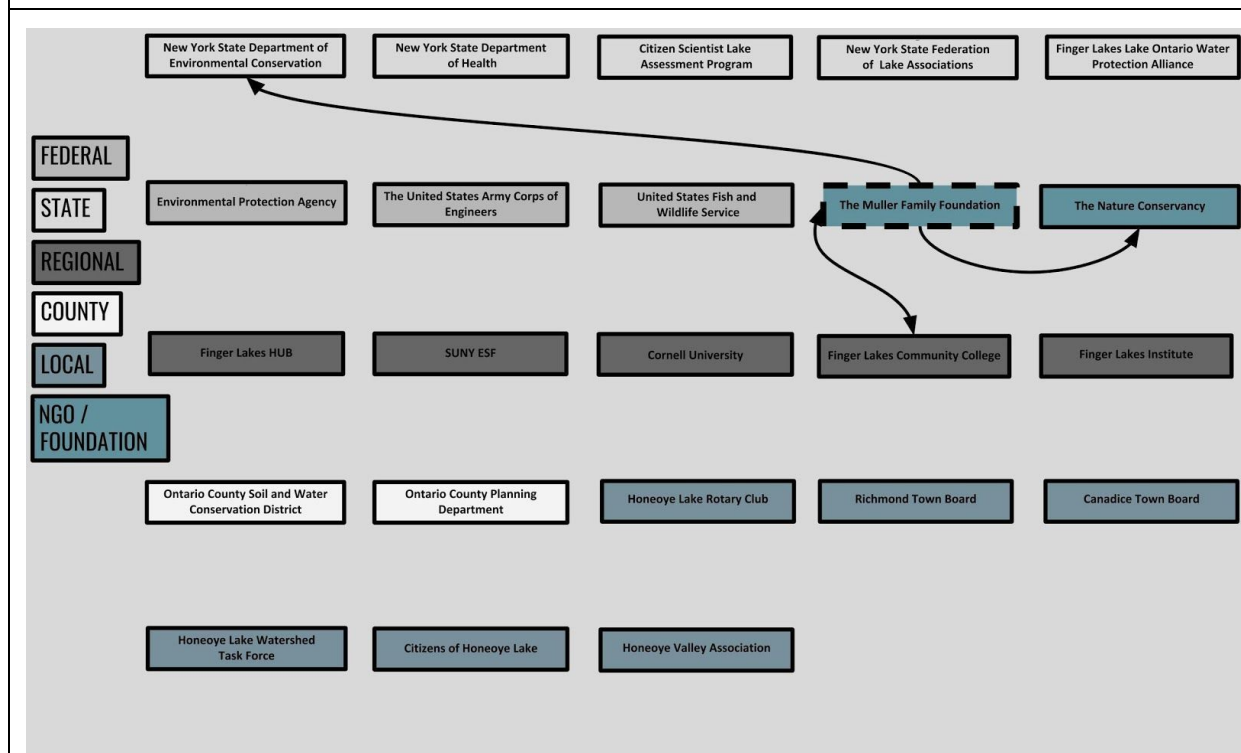 New York State Department of
Environmental Conservation
New York State Department
of Health
Citizen Scientist Lake
Assessment Program
New York State Federation
of Lake Associations
Finger Lakes Lake Ontario Water
Protection Alliance
FEDERAL
STATE
REGIONAL
COUNTY
LOCAL
NGO /
FOUNDATION
Environmental Protection Agency
The United States Army Corps of
Engineers
United States Fish and
Wildlife Service
The Muller Family Foundation
The Nature Conservancy
Finger Lakes HUB
SUNY ESF
Cornell University
Finger Lakes Community College
Finger Lakes Institute
Ontario County Soil and Water
Conservation District
Ontario County Planning
Department
Honeoye Lake Rotary Club
Richmond Town Board
Canadice Town Board
Honeoye Lake Watershed
Task Force
Citizens of Honeoye Lake
Honeoye Valley Association